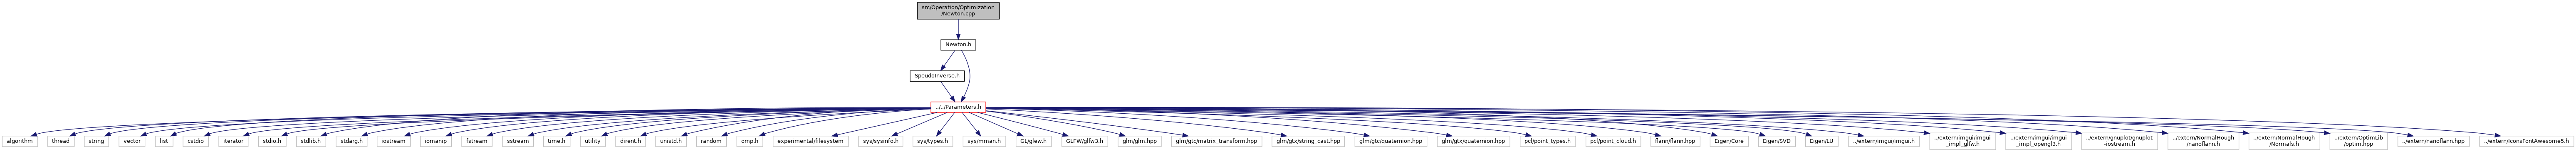 src/Operation/Optimization
/Newton.cpp
Newton.h
SpeudoInverse.h
../../Parameters.h
algorithm
thread
string
vector
list
cstdio
iterator
stdio.h
stdlib.h
stdarg.h
iostream
iomanip
fstream
sstream
time.h
utility
dirent.h
unistd.h
random
omp.h
experimental/filesystem
sys/sysinfo.h
sys/types.h
sys/mman.h
GL/glew.h
GLFW/glfw3.h
glm/glm.hpp
glm/gtc/matrix_transform.hpp
glm/gtx/string_cast.hpp
glm/gtc/quaternion.hpp
glm/gtx/quaternion.hpp
pcl/point_types.h
pcl/point_cloud.h
flann/flann.hpp
Eigen/Core
Eigen/SVD
Eigen/LU
../extern/imgui/imgui.h
../extern/imgui/imgui
_impl_glfw.h
../extern/imgui/imgui
_impl_opengl3.h
../extern/gnuplot/gnuplot
-iostream.h
../extern/NormalHough
/nanoflann.h
../extern/NormalHough
/Normals.h
../extern/OptimLib
/optim.hpp
../extern/nanoflann.hpp
../extern/IconsFontAwesome5.h